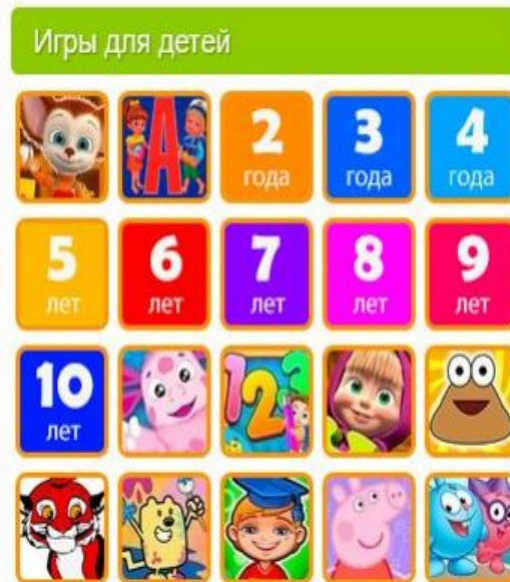 Игры для детей
А
2
года
3
года
4
года
5
лет
6
лет
7
лет
8
лет
9
лет
10
лет
123